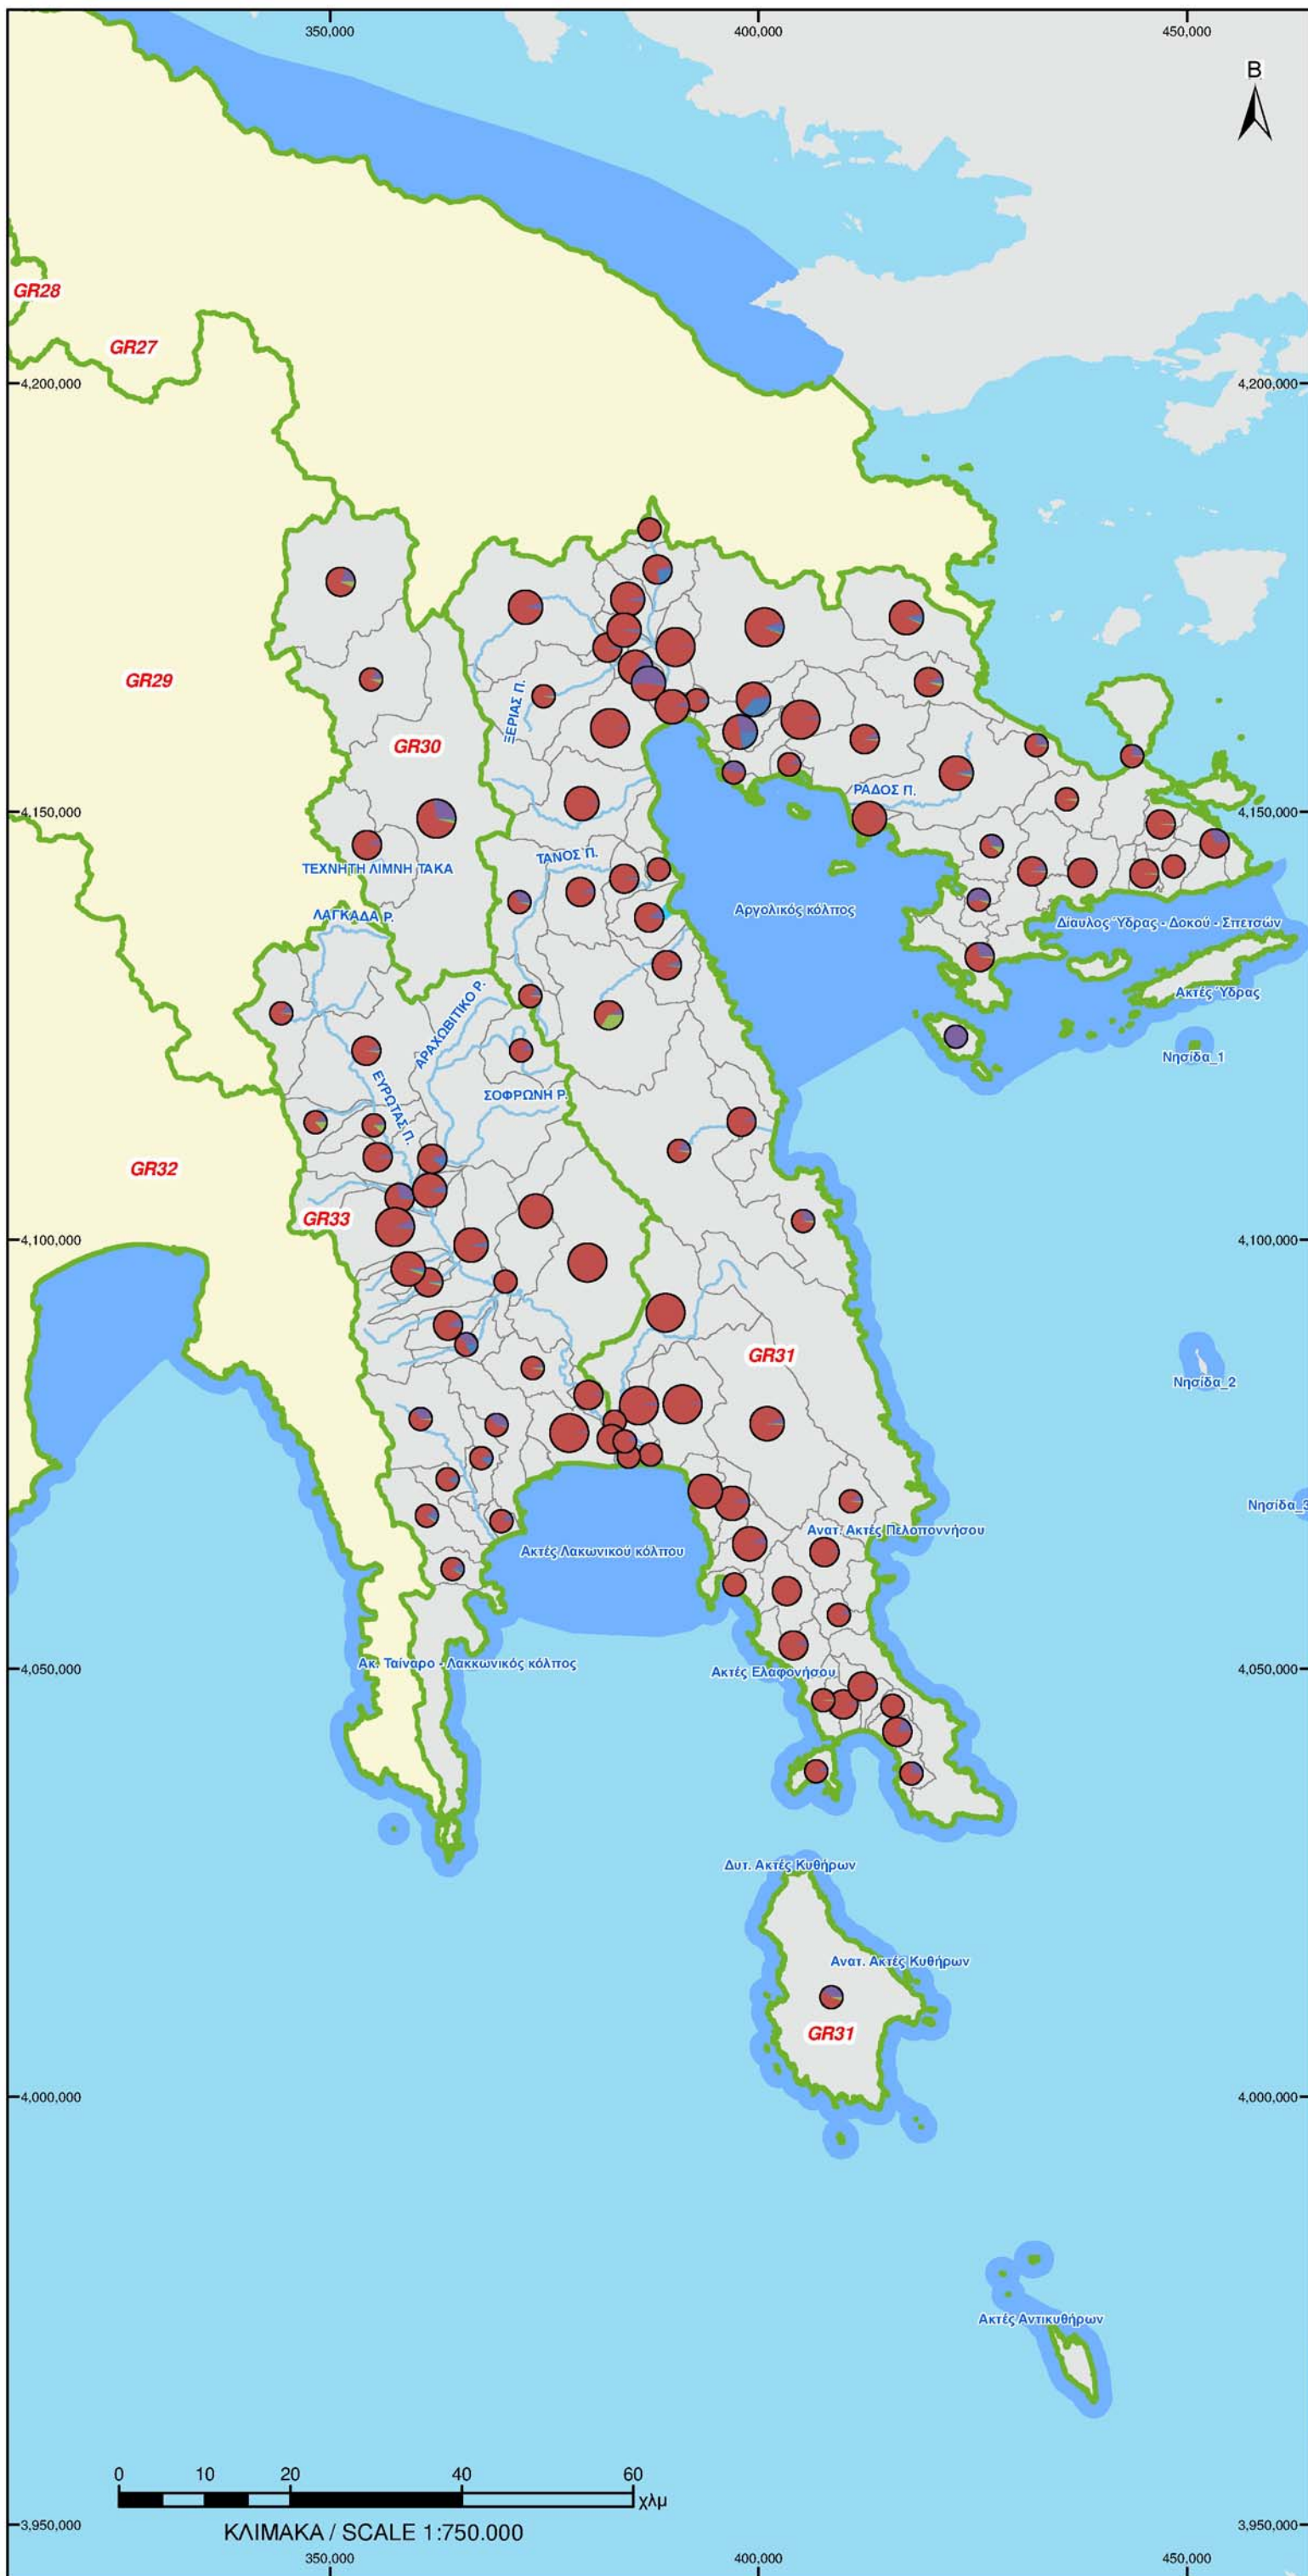 350,000
400,000
450,000
B
GR28
GR27
4,200,000
4,200,000
GR29
GR30
ΞΕΡΙΑΣ Π.
4,150,000
4,150,000
ΡΑΔΟΣ Π.
ΤΕΧΝΗΤΗ ΛΙΜΝΗ ΤΑΚΑ
ΤΑΝΟΣ Π.
ΛΑΓΚΑΔΑ Ρ.
Αργολικός κόλπος
Δίαυλος Ύδρας - Δοκού - Σπετσών
Ακτές Ύδρας
Νησίδα_1
ΑΡΑΧΩΒΙΤΙΚΟ Ρ.
ΕΥΡΩΤΑΣ Π.
ΣΟΦΡΩΝΗ Ρ.
GR32
GR33
4,100,000
4,100,000
GR31
Νησίδα_2
Νησίδα_3
Ανατ. Ακτές Πελοποννήσου
Ακτές Λακωνικού κόλπου
Ακ. Ταίναρο - Λακκωνικός κόλπος
4,050,000
4,050,000
Ακτές Ελαφονήσου
Δυτ. Ακτές Κυθήρων
Ανατ. Ακτές Κυθήρων
GR31
4,000,000
4,000,000
Ακτές Αντικυθήρων
0 10 20 40 60
χλμ
ΚΛΙΜΑΚΑ / SCALE 1:750.000
3,950,000
3,950,000
350,000
400,000
450,000